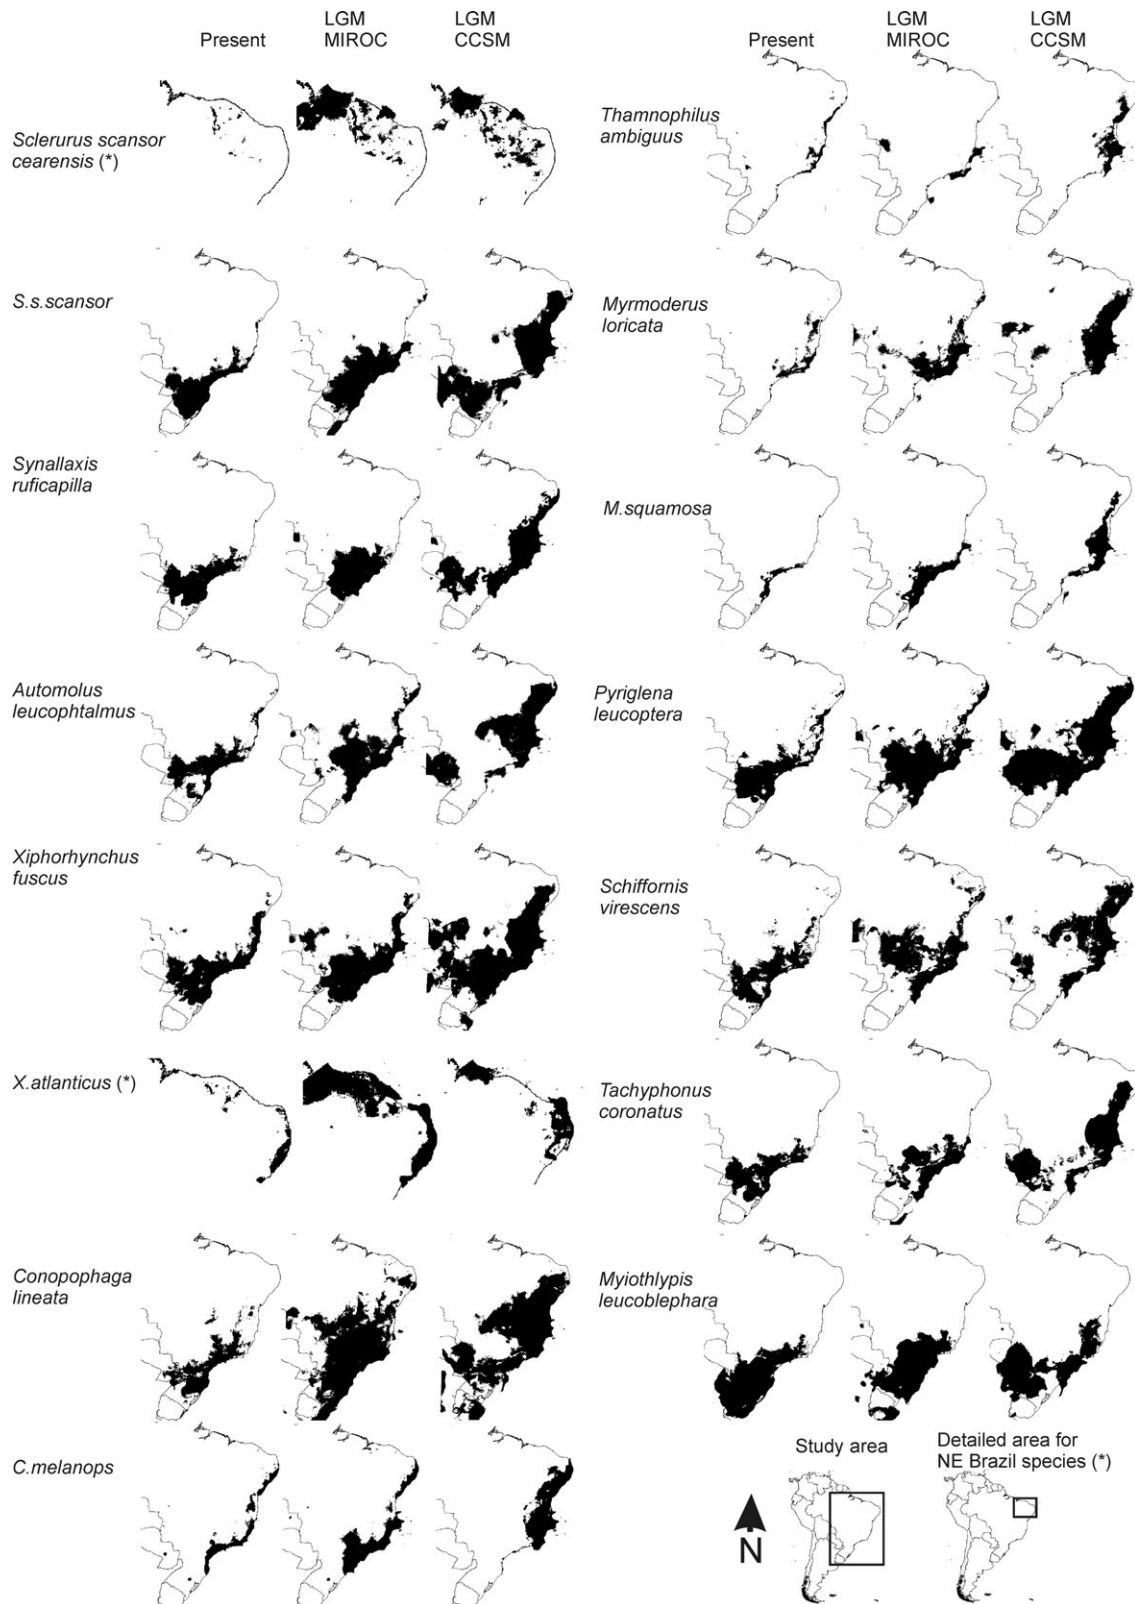 Present
LGM
MIROC
LGM
CCSM
Sclerurus scansor
cearensis (*)
S.s.scansor
Synallaxis
ruficapilla
Automolus
leucophtalmus
Xiphorhynchus
fuscus
X.atlanticus (*)
Conopophaga
lineata
C.melanops
Present
LGM
MIROC
LGM
CCSM
Thamnophilus
ambiguus
Myrmoderus
loricata
M.squamosa
Pyriglena
leucoptera
Schiffornis
virescens
Tachyphonus
coronatus
Myiothlypis
leucoblephara
N
Study area
Detailed area for
NE Brazil species (*)